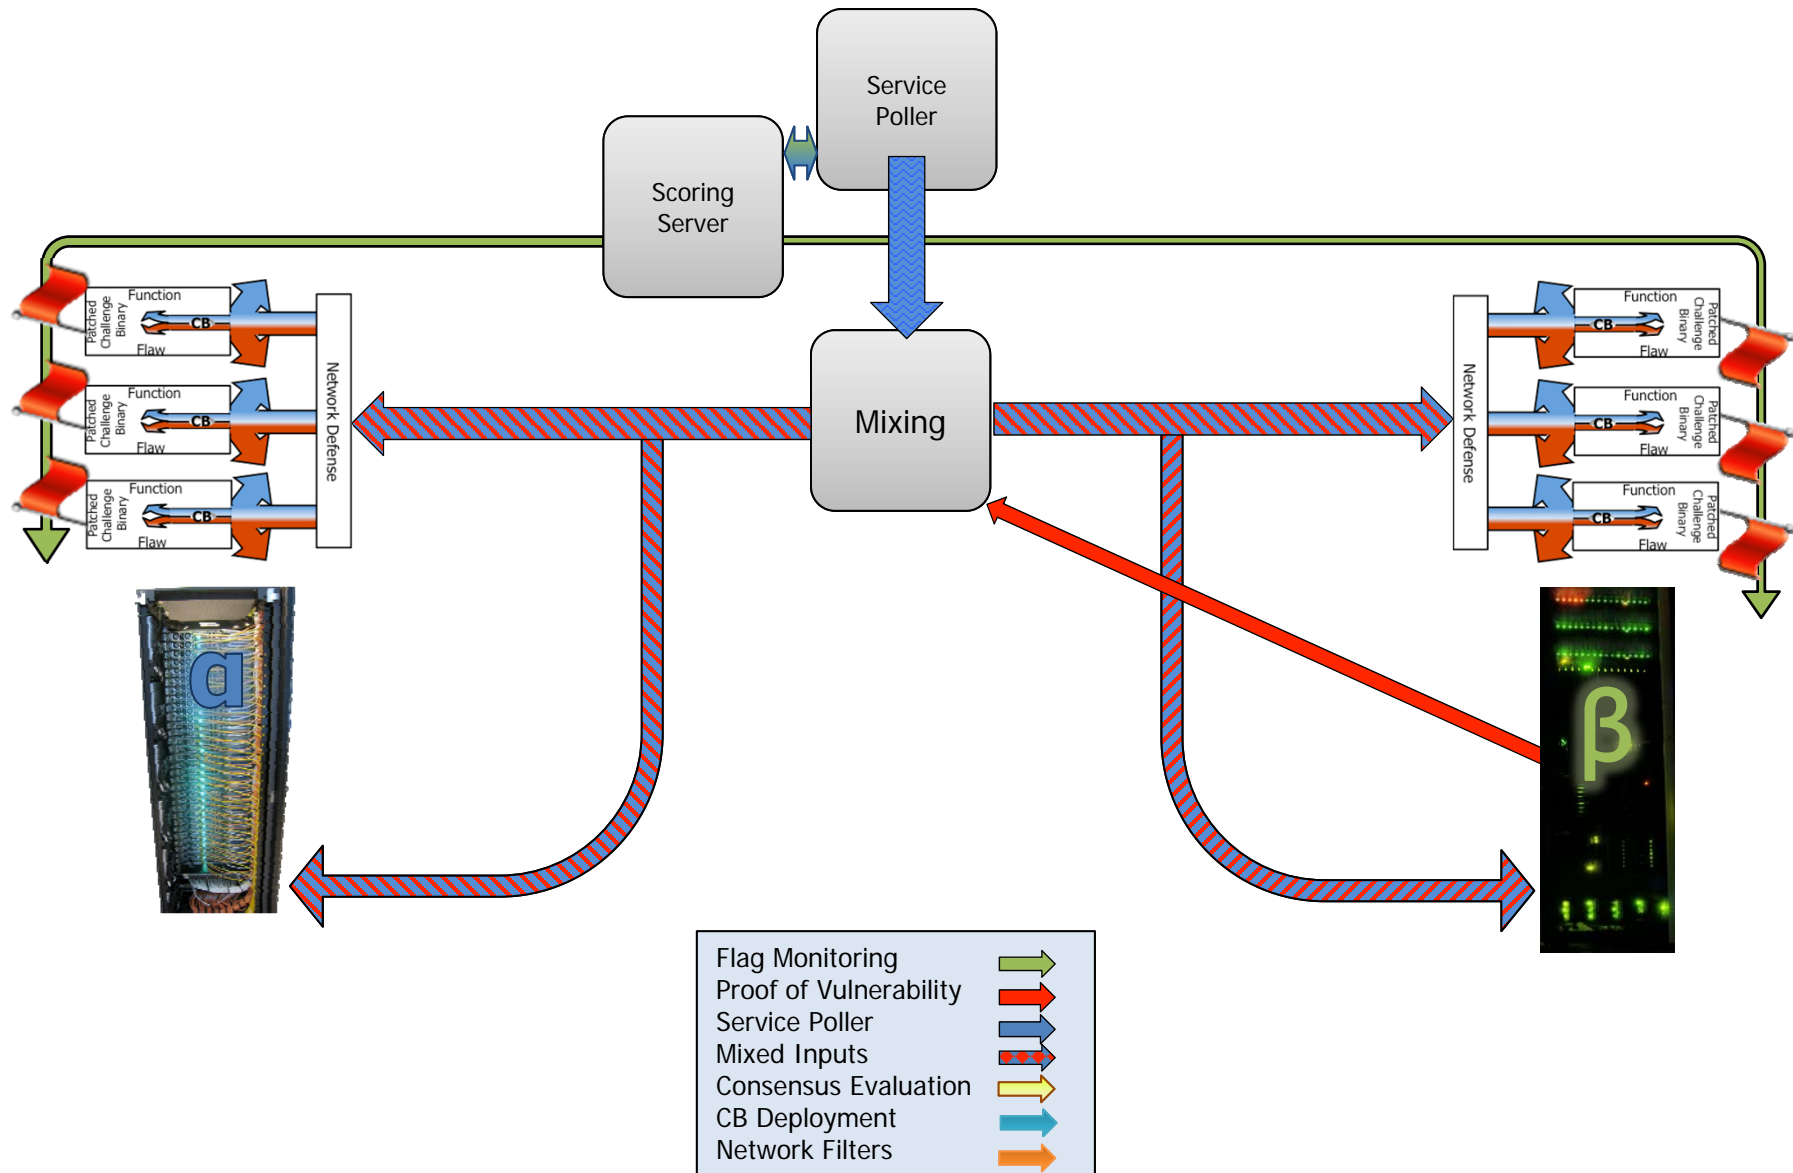 Service
Poller
Scoring
Server
Mixing
Function
CB
Flaw
Patched
Challenge
Binary
Function
CB
Flaw
Patched
Challenge
Binary
Function
CB
Flaw
Patched
Challenge
Binary
Network Defense
Function
CB
Flaw
Patched
Challenge
Binary
Function
CB
Flaw
Patched
Challenge
Binary
Function
CB
Flaw
Patched
Challenge
Binary
Network Defense
α
β
Flag Monitoring
Proof of Vulnerability
Service Poller
Mixed Inputs
Consensus Evaluation
CB Deployment
Network Filters